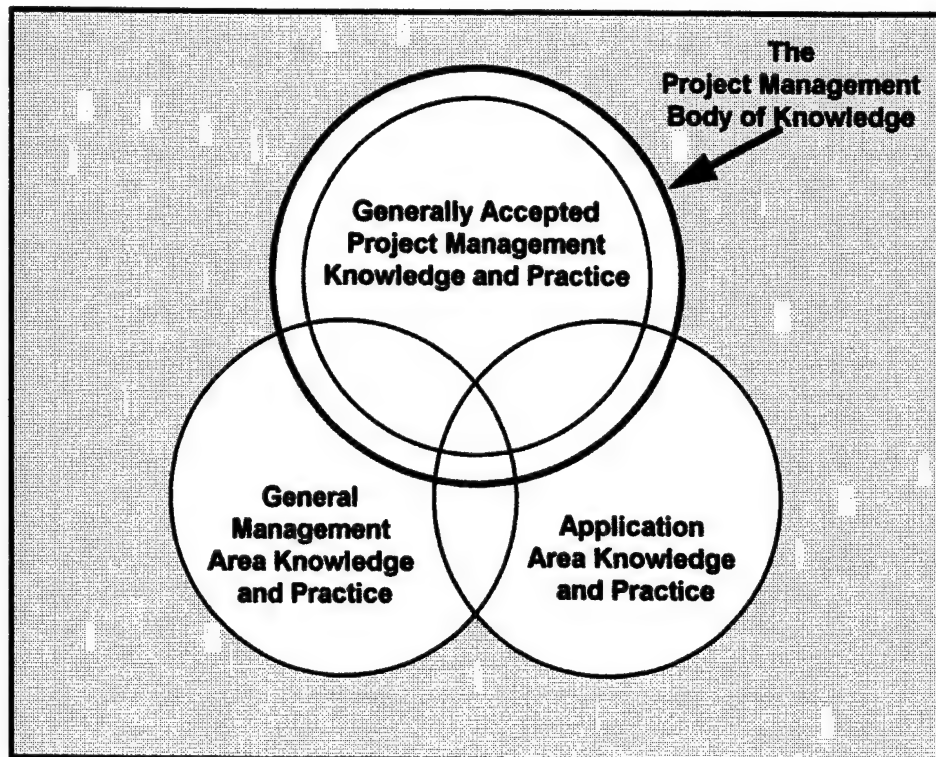 The
Project Management
Body of Knowledge
Generally Accepted
Project Management
Knowledge and Practice
General
Management
Area Knowledge
and Practice
Application
Area Knowledge
and Practice